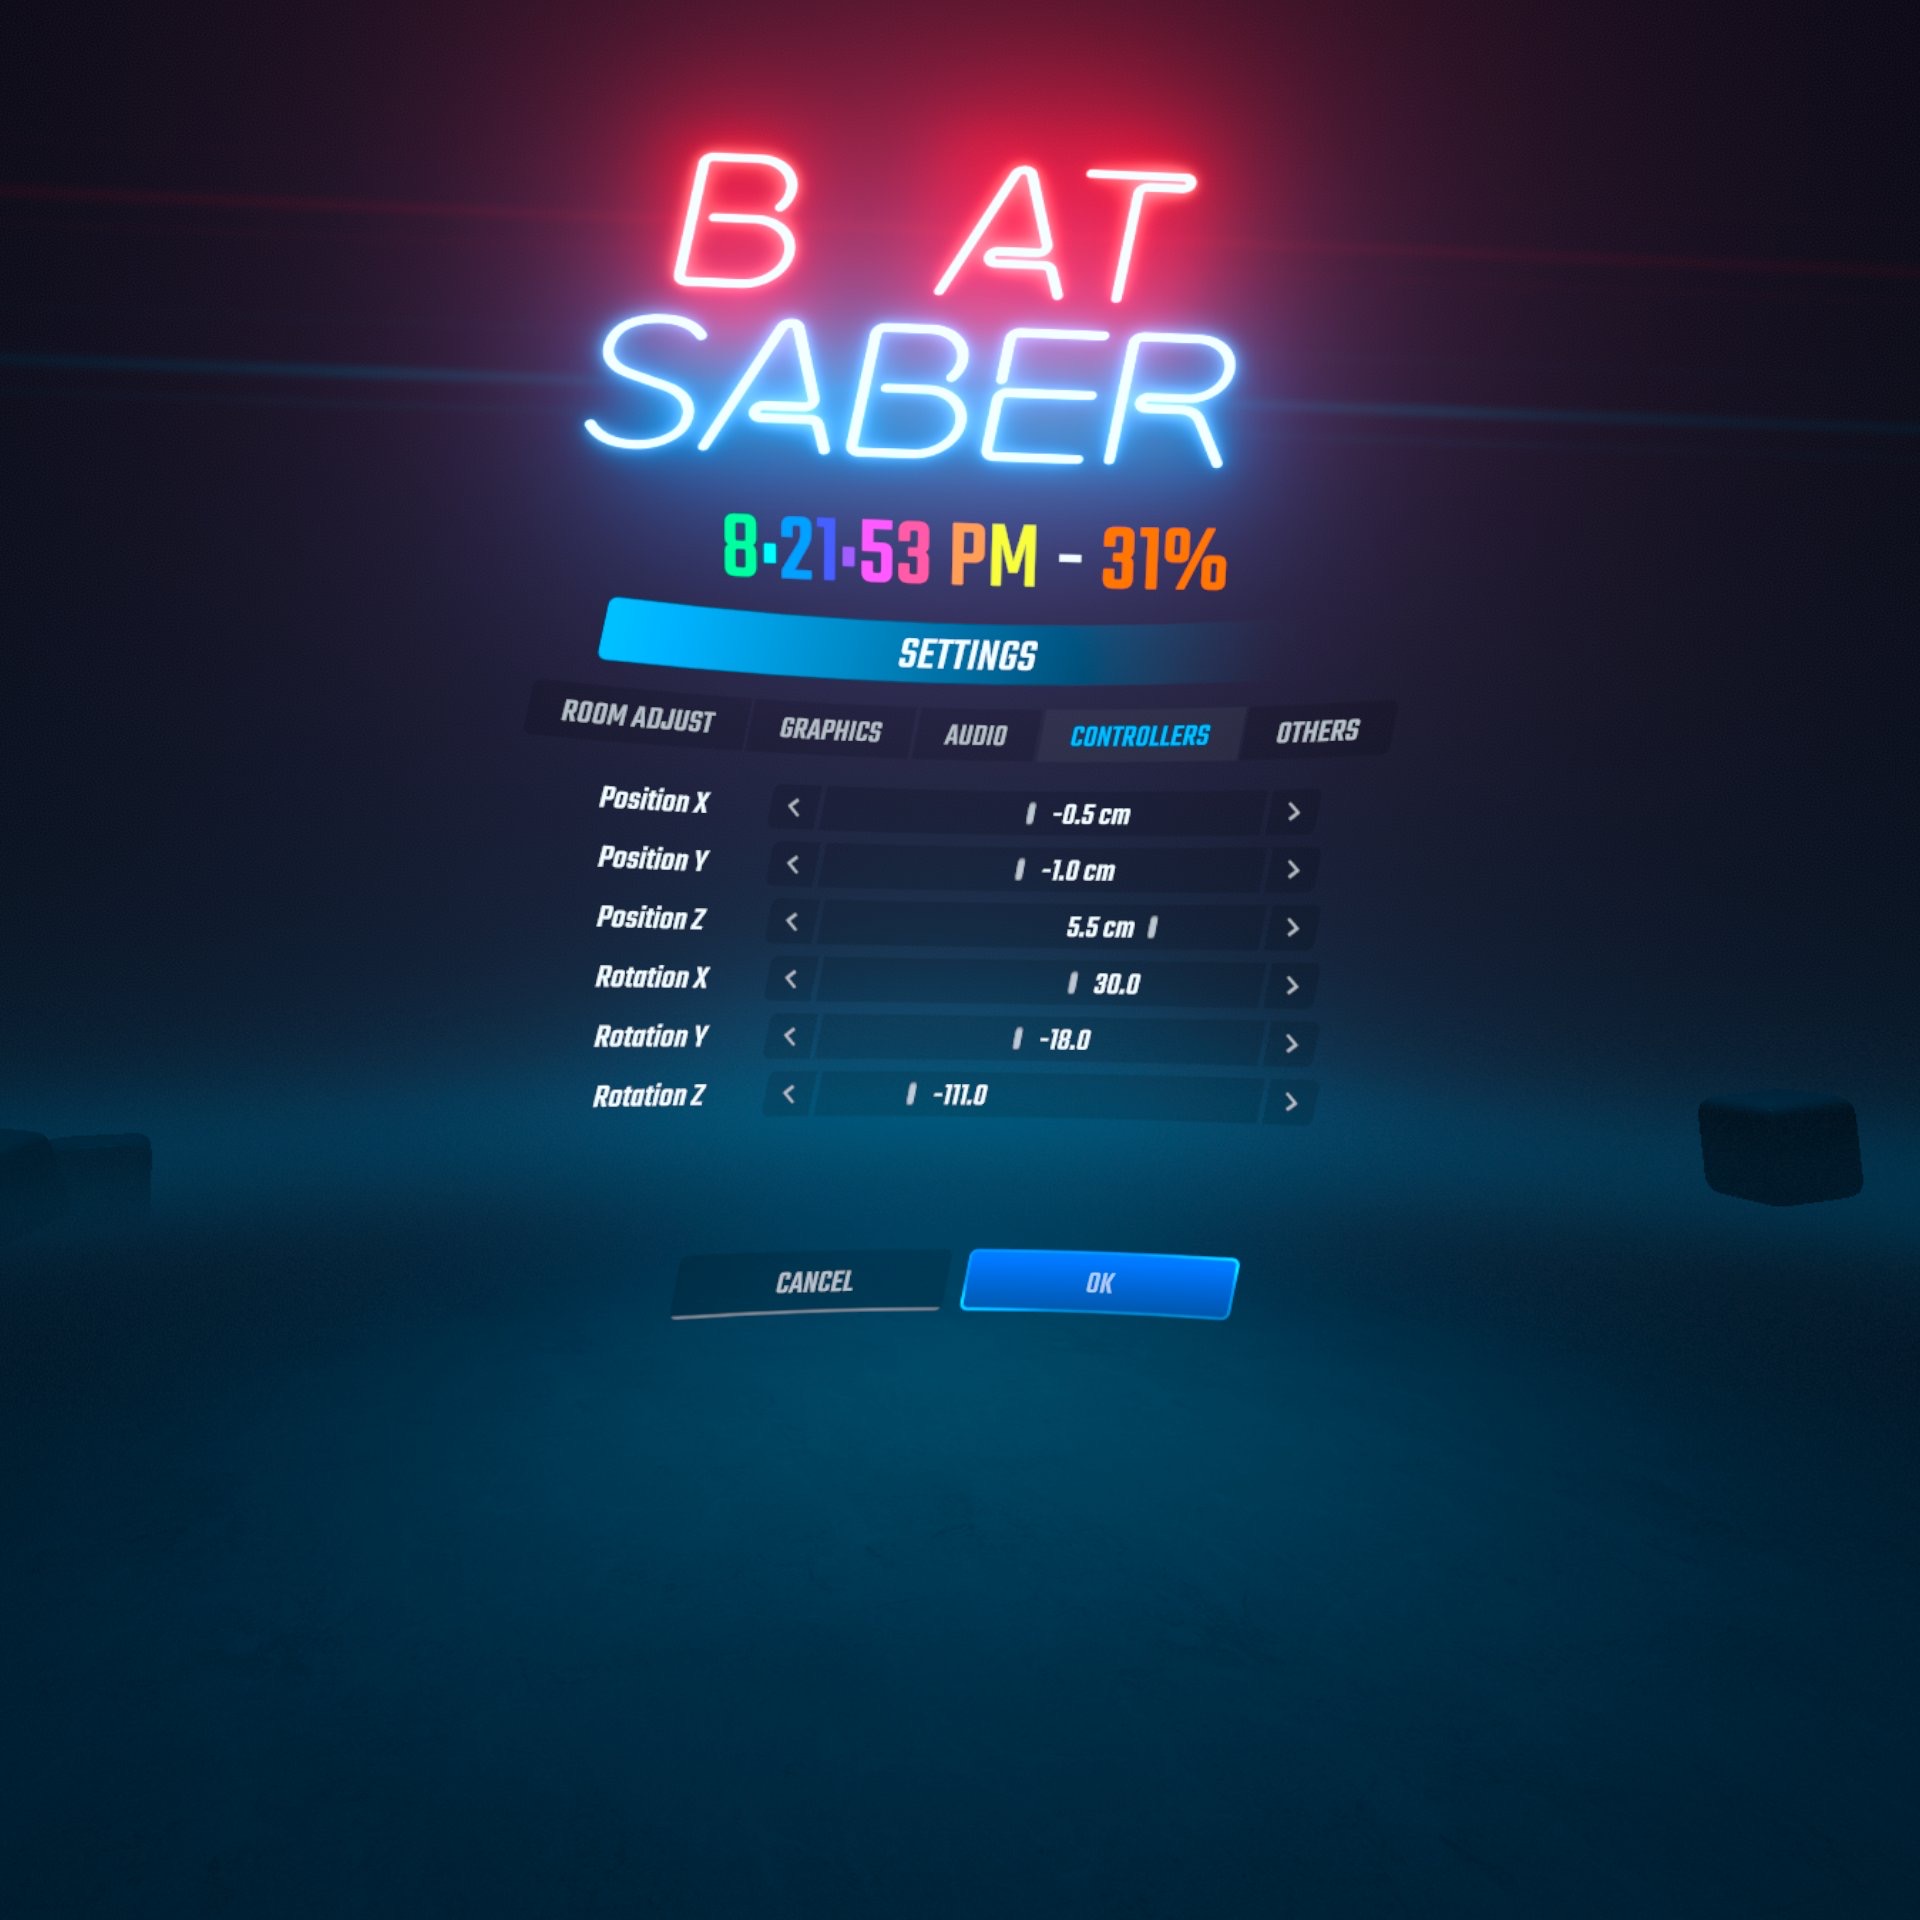 B AT
SABER
8:21:53 PM - 31%
SETTINGS
ROOM ADJUST GRAPHICS AUDIO CONTROLLERS OTHERS
Position X < -0.5 cm >
Position Y < -1.0 cm >
Position Z < 5.5 cm >
Rotation X < 30.0 >
Rotation Y < -18.0 >
Rotation Z < -111.0 >
CANCEL OK